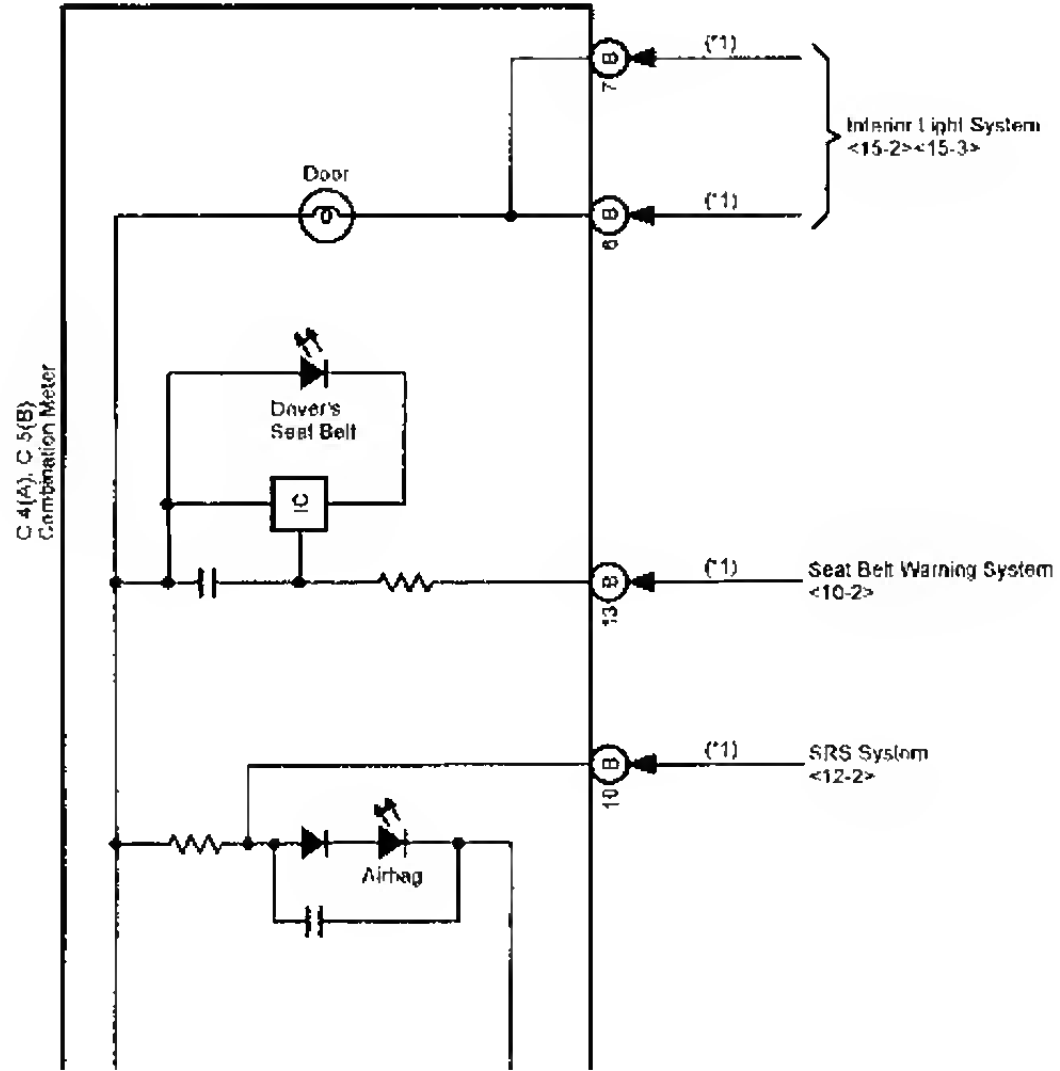 (*1)
B
7
Interior Light System
<15-2><15-3>
Door
(*1)
B
6
C 4(A), C 5(B)
Combination Meter
Driver's
Seat Belt
IC
(*1)
B
13
Seat Belt Warning System
<10-2>
(*1)
B
10
SRS System
<12-2>
Airbag